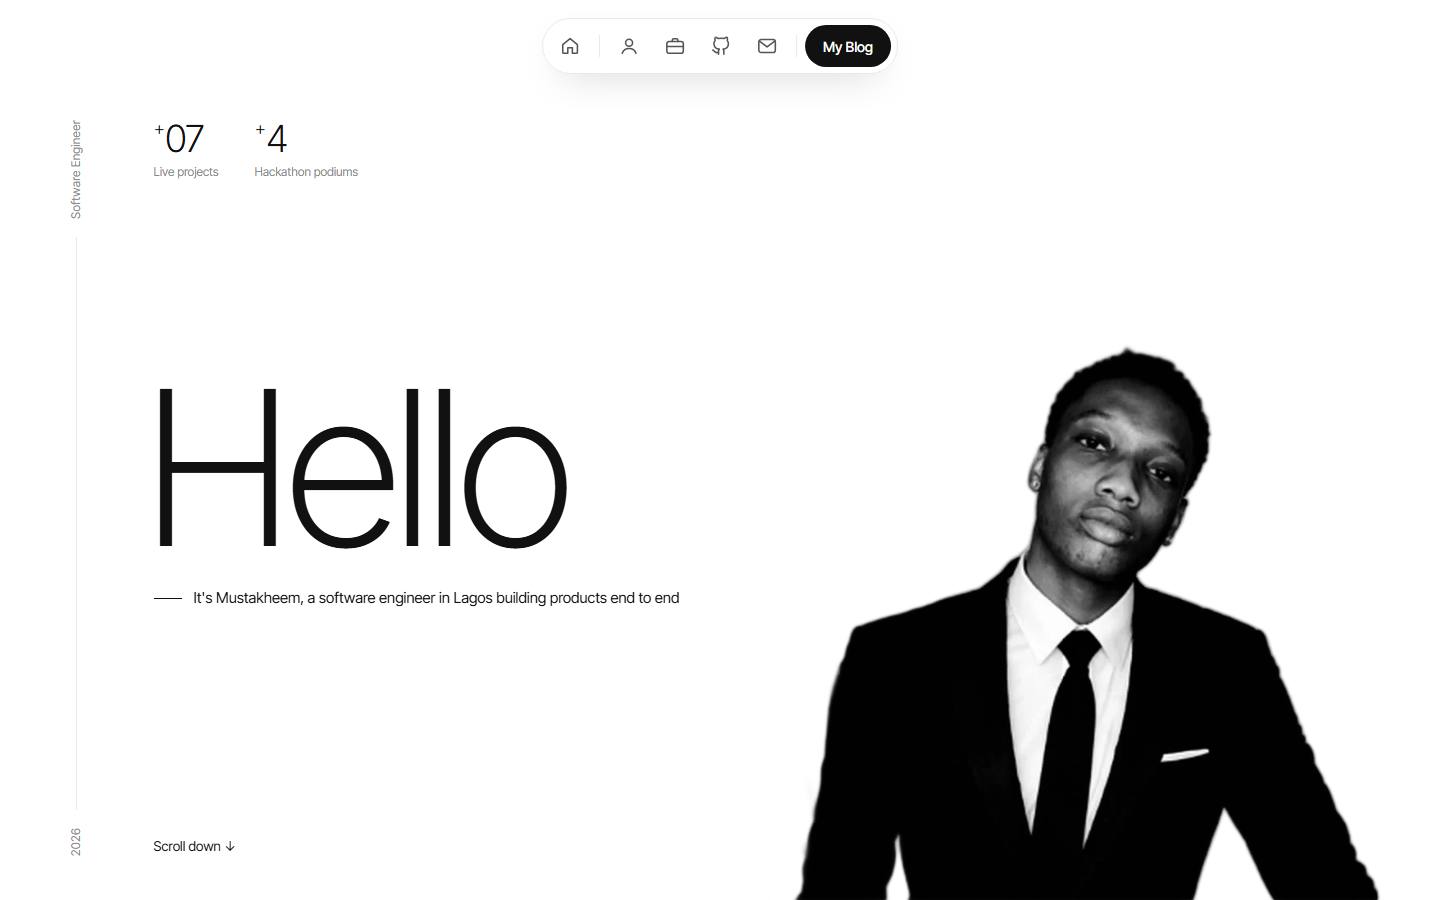 My Blog
Software Engineer
+07
Live projects
+4
Hackathon podiums
Hello
It's Mustakheem, a software engineer in Lagos building products end to end
2026
Scroll down ↓